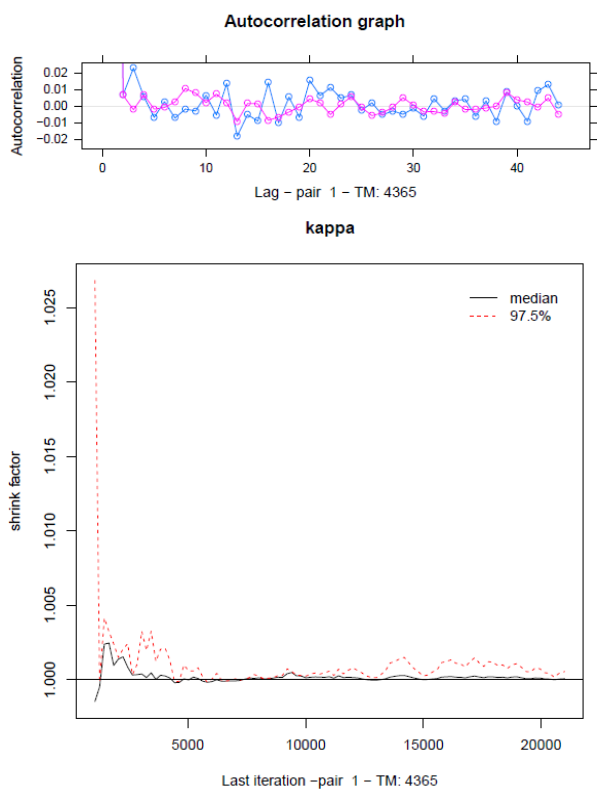 Autocorrelation graph
Autocorrelation
0.02
0.01
0.00
−0.01
−0.02
0 10 20 30 40
Lag − pair 1 − TM: 4365
kappa
median
97.5%
shrink factor
1.025
1.020
1.015
1.010
1.005
1.000
5000 10000 15000 20000
Last iteration −pair 1 − TM: 4365